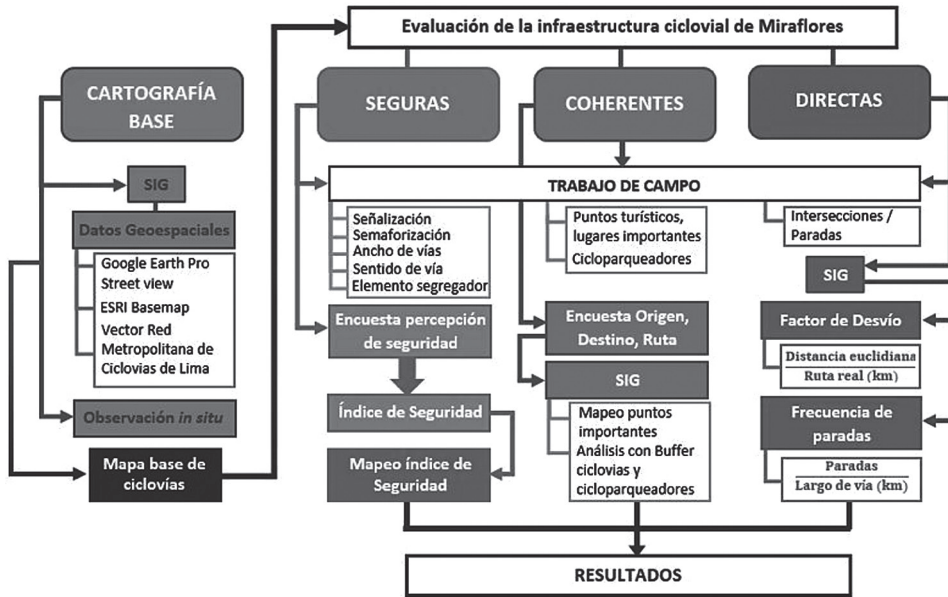 Evaluación de la infraestructura ciclovial de Miraflores
CARTOGRAFÍA
BASE
SIG
Datos Geoespaciales
Google Earth Pro
Street view
ESRI Basemap
Vector Red
Metropolitana de
Ciclovias de Lima
Observación in situ
Mapa base de
ciclovías
SEGURAS
COHERENTES
DIRECTAS
TRABAJO DE CAMPO
Señalización
Semaforización
Ancho de vías
Sentido de vía
Elemento segregador
Encuesta percepción
de seguridad
Índice de Seguridad
Mapeo índice de
Seguridad
Puntos turísticos,
lugares importantes
Cicloparqueadores
Encuesta Origen,
Destino, Ruta
SIG
Mapeo puntos
importantes
Análisis con Buffer
ciclovias y
cicloparqueadores
Intersecciones /
Paradas
SIG
Factor de Desvío
Distancia euclidiana
Ruta real (km)
Frecuencia de
paradas
Paradas
Largo de vía (km)
RESULTADOS